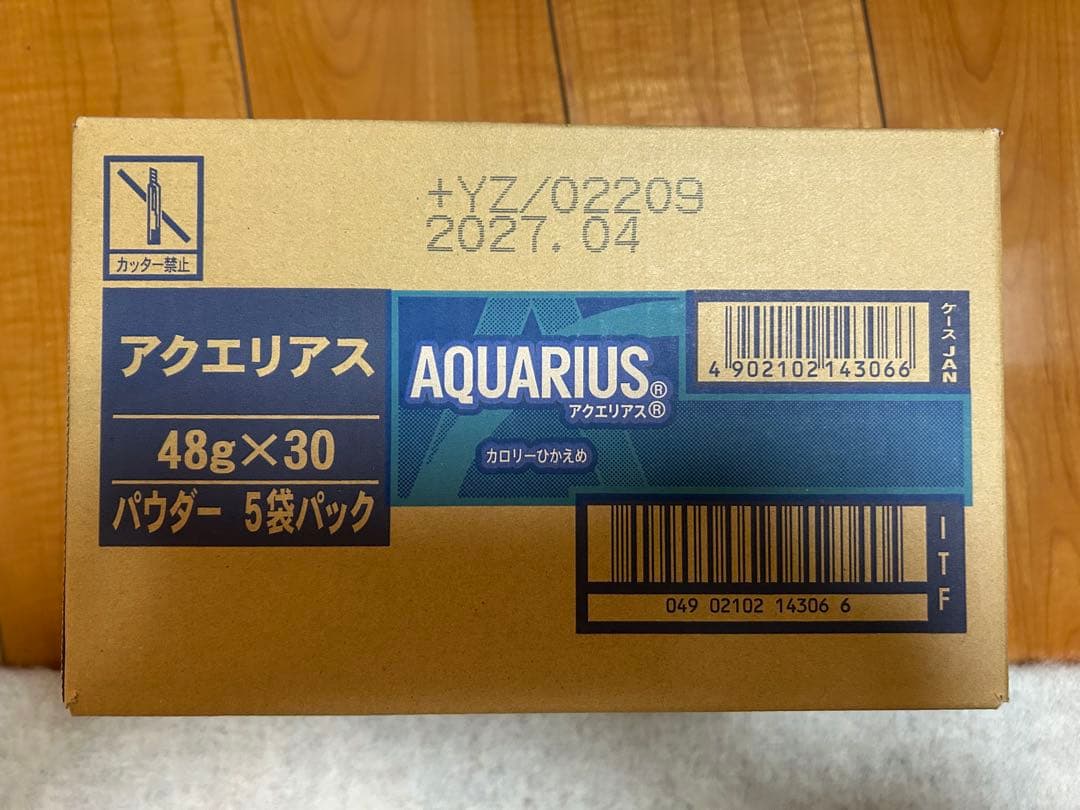 +YZ/02209
2027.04
カッター禁止
アクエリアス
48g×30
パウダー 5袋パック
AQUARIUS®
アクエリアス®
カロリーひかえめ
4 902102 143066
ケースJAN
049 02102 14306 6
ITF